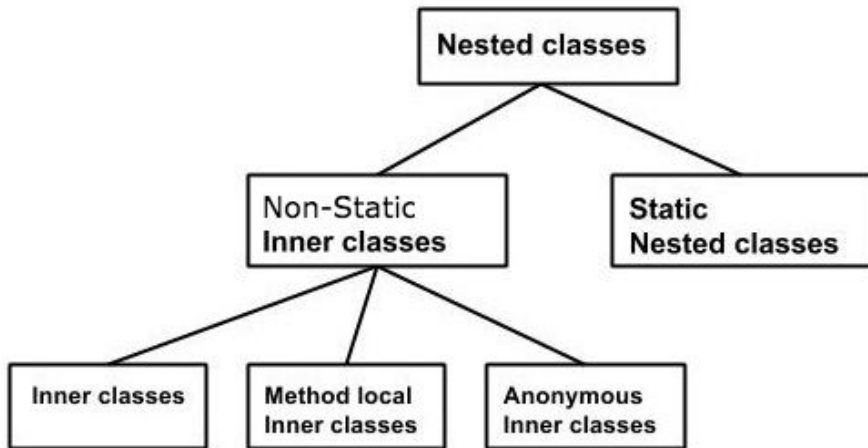 Nested classes
Non-Static
Inner classes
Static
Nested classes
Inner classes
Method local
Inner classes
Anonymous
Inner classes